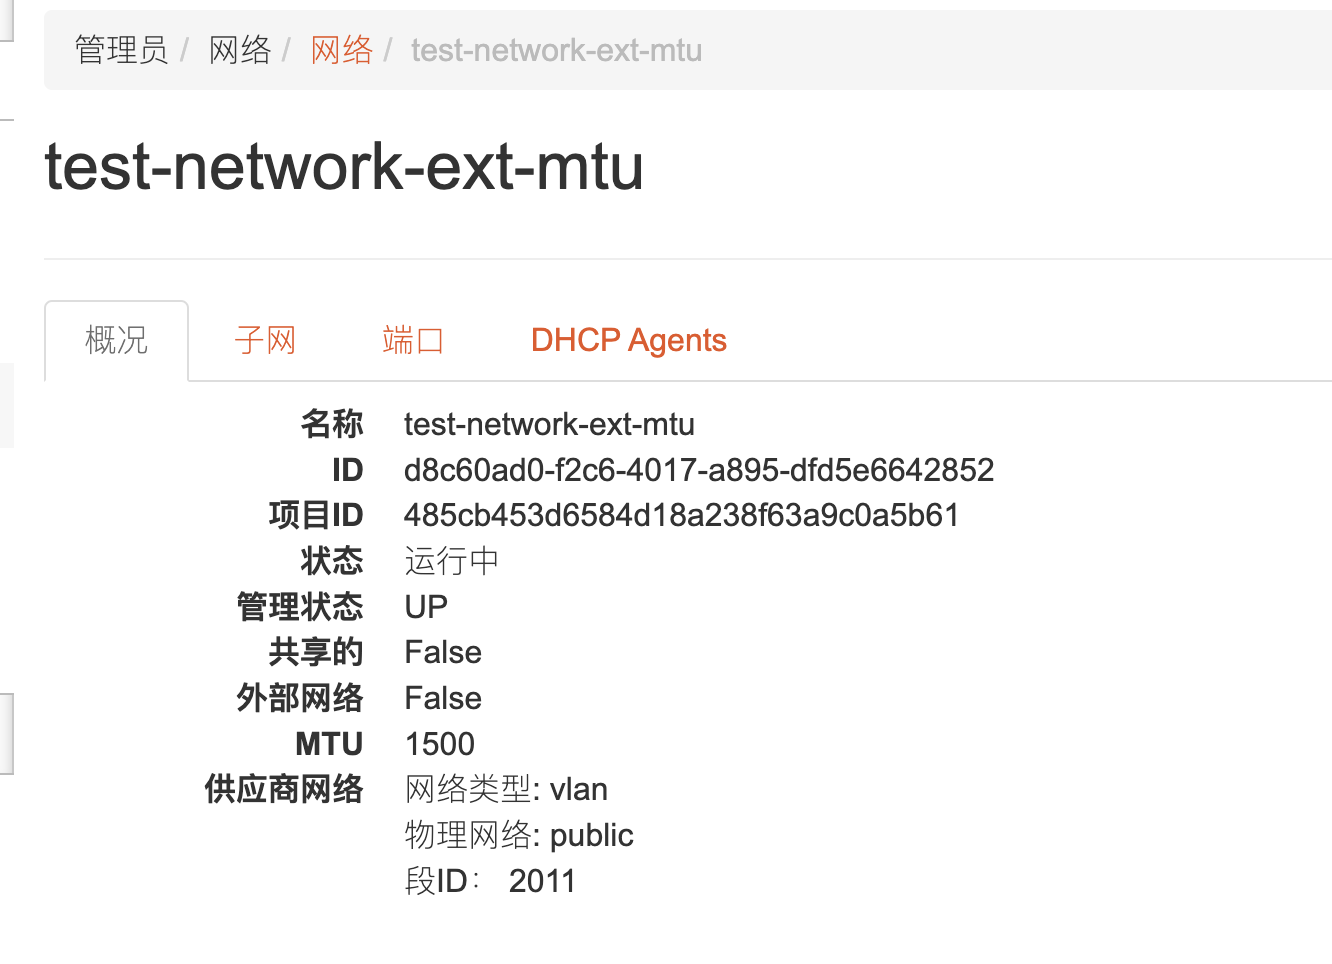 管理员 / 网络 / 网络 / test-network-ext-mtu
test-network-ext-mtu
概况 子网 端口 DHCP Agents
名称 test-network-ext-mtu
ID d8c60ad0-f2c6-4017-a895-dfd5e6642852
项目ID 485cb453d6584d18a238f63a9c0a5b61
状态 运行中
管理状态 UP
共享的 False
外部网络 False
MTU 1500
供应商网络 网络类型: vlan
物理网络: public
段ID： 2011